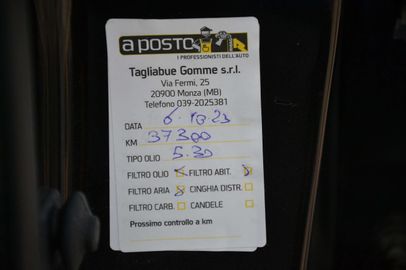 a posto
I PROFESSIONISTI DELL'AUTO
Tagliabue Gomme s.r.l.
Via Fermi, 25
20900 Monza (MB)
Telefono 039-2025381
DATA 6.10.23
KM 37300
TIPO OLIO 5.30
FILTRO OLIO FILTRO ABIT.
FILTRO ARIA CINGHIA DISTR.
FILTRO CARB. CANDELE
Prossimo controllo a km